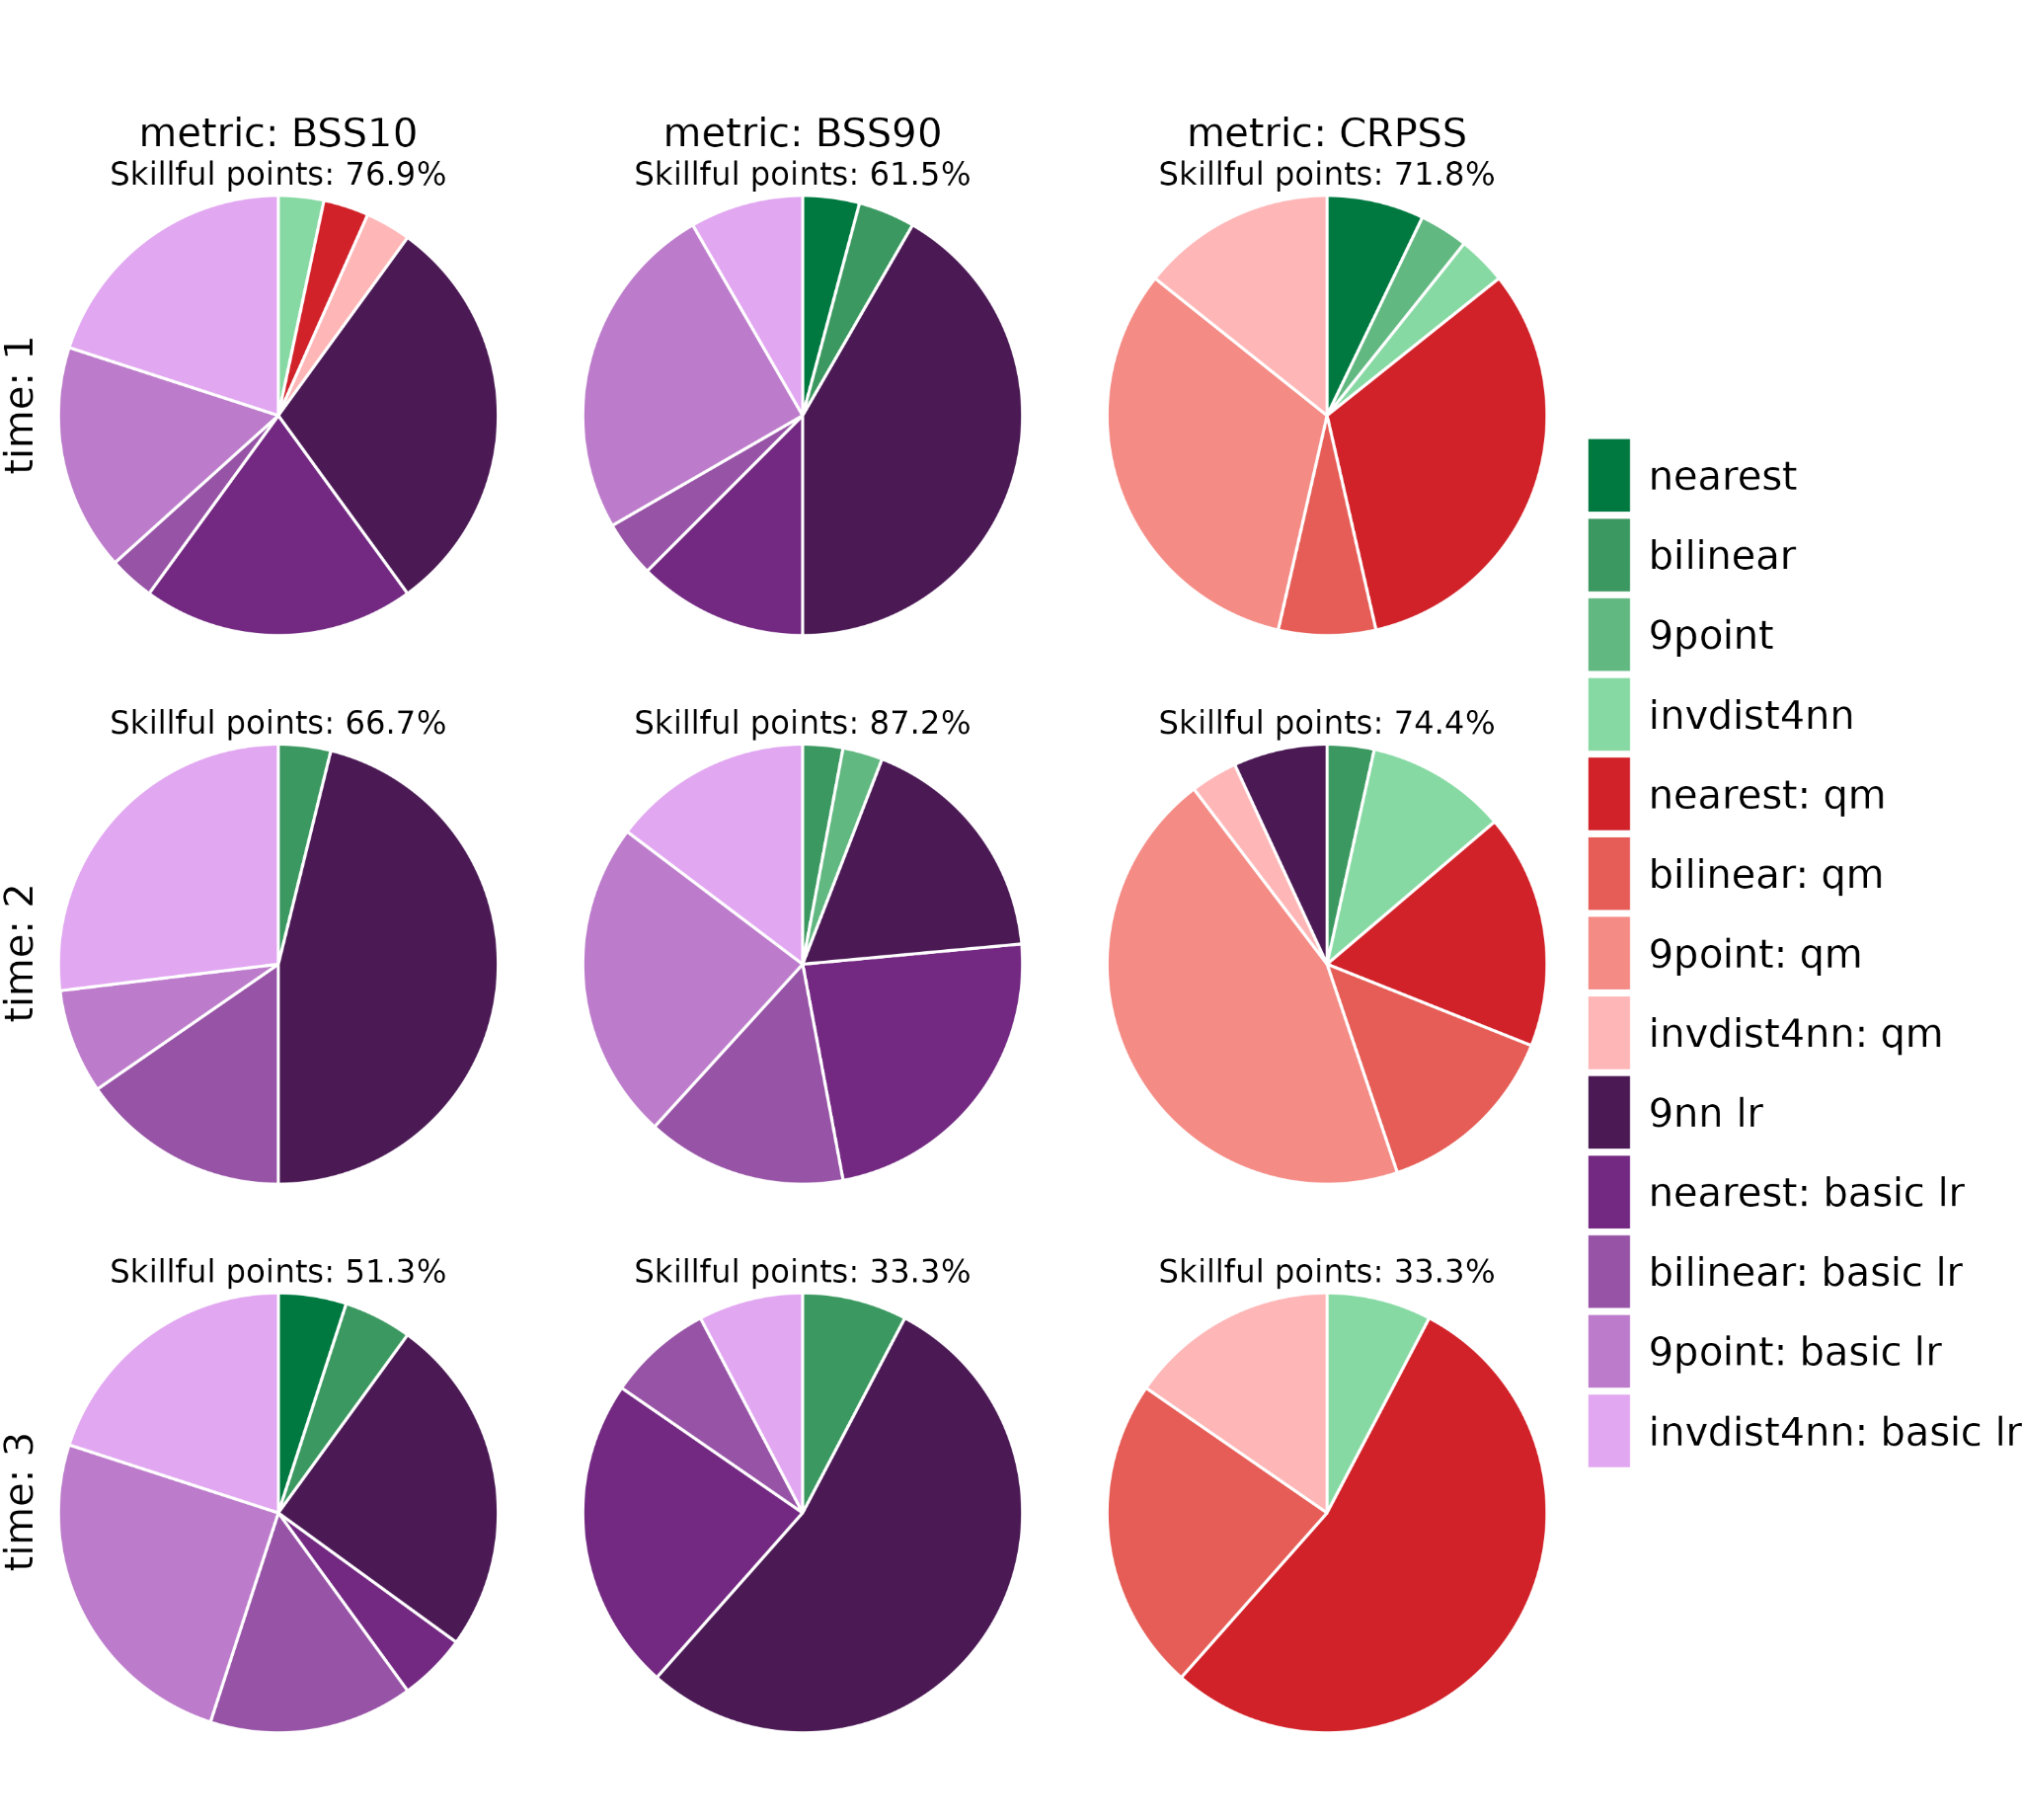 metric: BSS10
Skillful points: 76.9%
metric: BSS90
Skillful points: 61.5%
metric: CRPSS
Skillful points: 71.8%
time: 1
Skillful points: 66.7%
Skillful points: 87.2%
Skillful points: 74.4%
time: 2
Skillful points: 51.3%
Skillful points: 33.3%
Skillful points: 33.3%
time: 3
nearest
bilinear
9point
invdist4nn
nearest: qm
bilinear: qm
9point: qm
invdist4nn: qm
9nn lr
nearest: basic lr
bilinear: basic lr
9point: basic lr
invdist4nn: basic lr